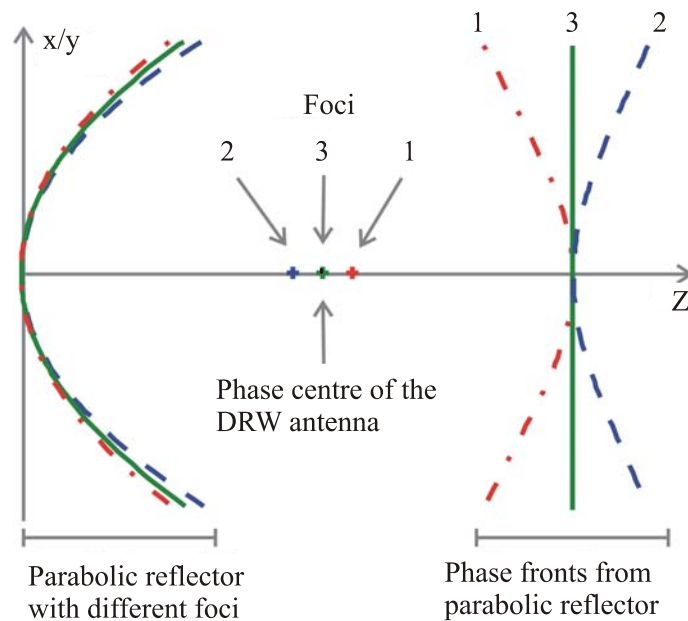 x/y
1 3 2
Foci
2 3 1
Z
Phase centre of the
DRW antenna
Parabolic reflector
with different foci
Phase fronts from
parabolic reflector